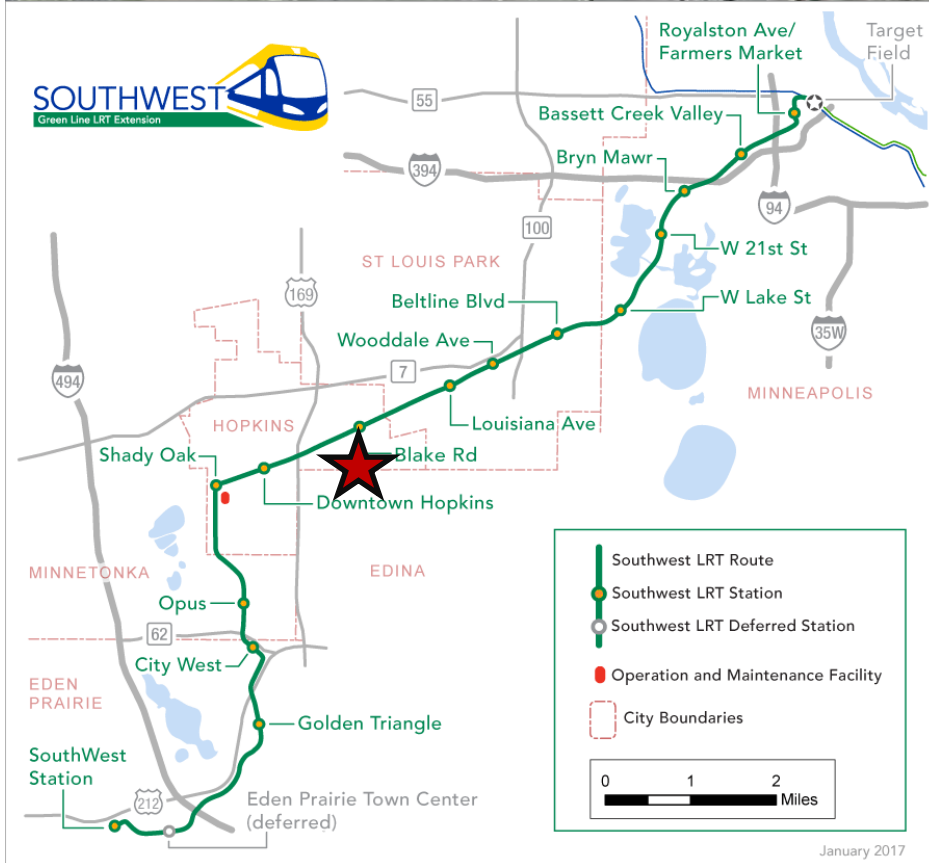 Royalston Ave/
Farmers Market
Target
Field
SOUTHWEST
Green Line LRT Extension
55
Bassett Creek Valley
Bryn Mawr
394
94
100
W 21st St
ST LOUIS PARK
169
Beltline Blvd
W Lake St
35W
Wooddale Ave
7
494
MINNEAPOLIS
HOPKINS
Louisiana Ave
Shady Oak
Blake Rd
Downtown Hopkins
MINNETONKA
EDINA
Opus
62
City West
EDEN
PRAIRIE
Golden Triangle
SouthWest
Station
212
Eden Prairie Town Center
(deferred)
Southwest LRT Route
Southwest LRT Station
Southwest LRT Deferred Station
Operation and Maintenance Facility
City Boundaries
0 1 2
Miles
January 2017